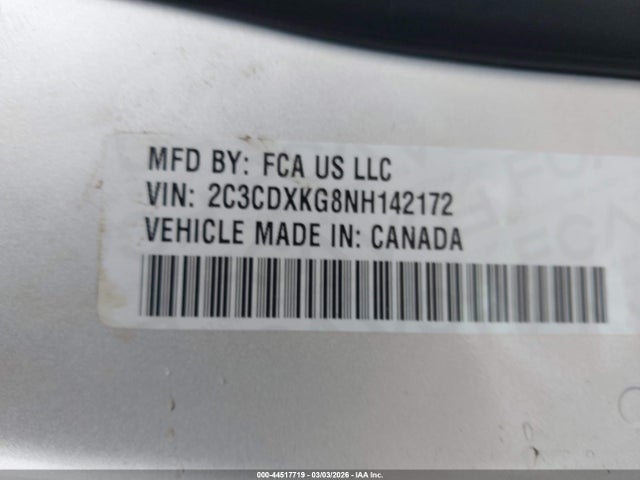 MFD BY: FCA US LLC
VIN: 2C3CDXKG8NH142172
VEHICLE MADE IN: CANADA
000-44517719 - 03/03/2026 - IAA Inc.